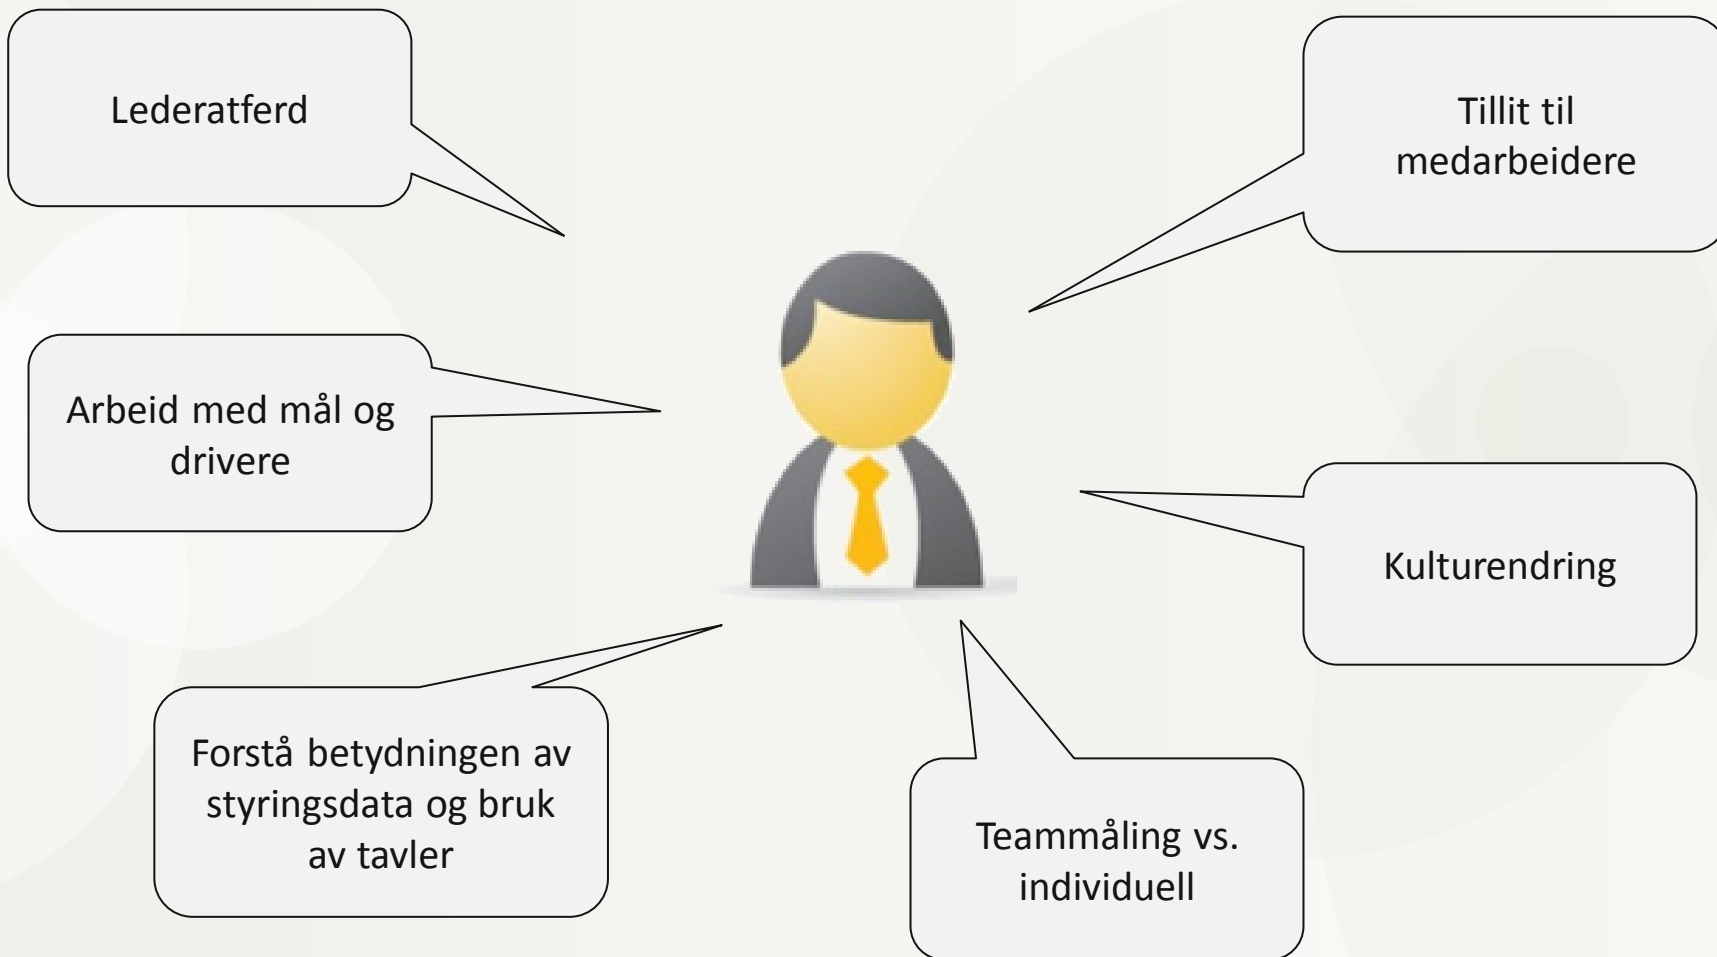 Lederatferd
Tillit til
medarbeidere
Arbeid med mål og
drivere
Kulturendring
Forstå betydningen av
styringsdata og bruk
av tavler
Teammåling vs.
individuell